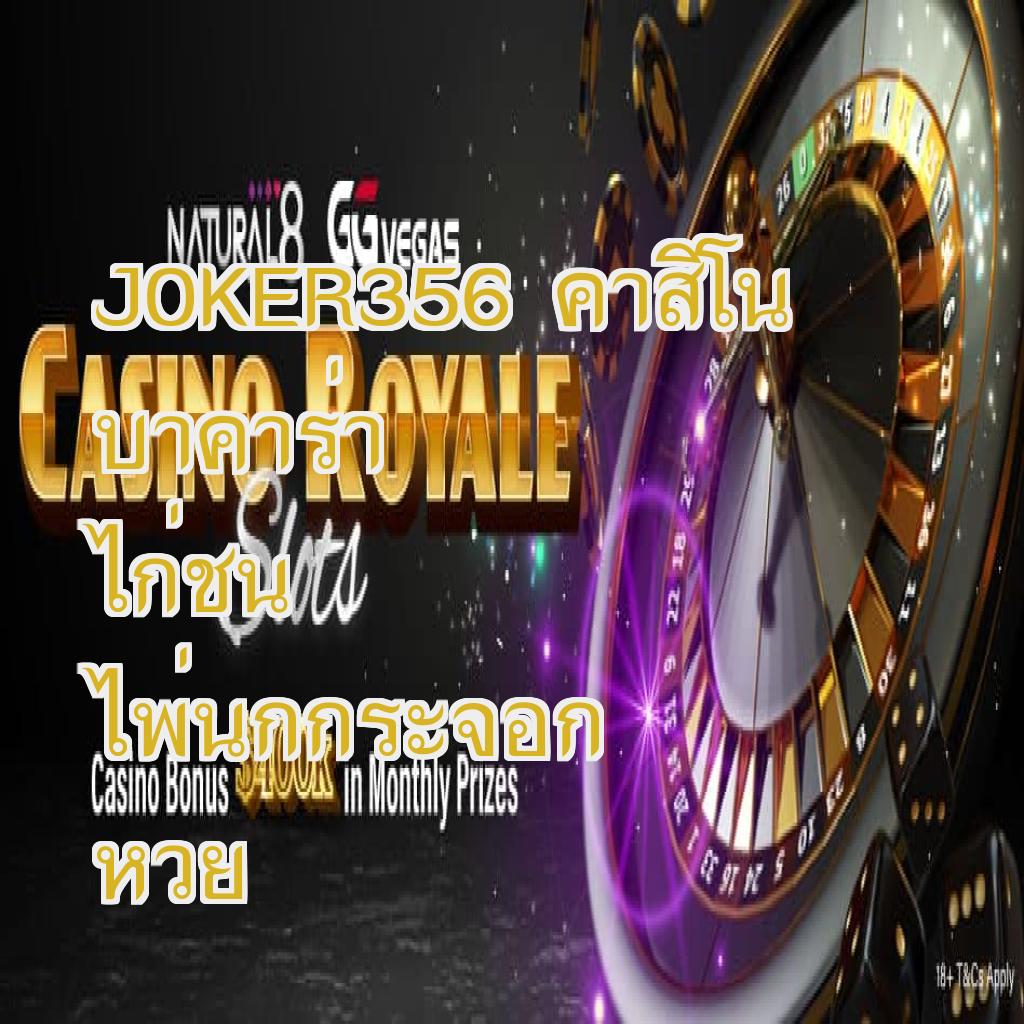 NATURAL8 GGVEGAS
JOKER356 คาสิโน
CASINO ROYALE
บาคาร่า
Slots
ไก่ชน
ไพ่นกกระจอก
Casino Bonus $400K in Monthly Prizes
หวย
18+ T&Cs Apply